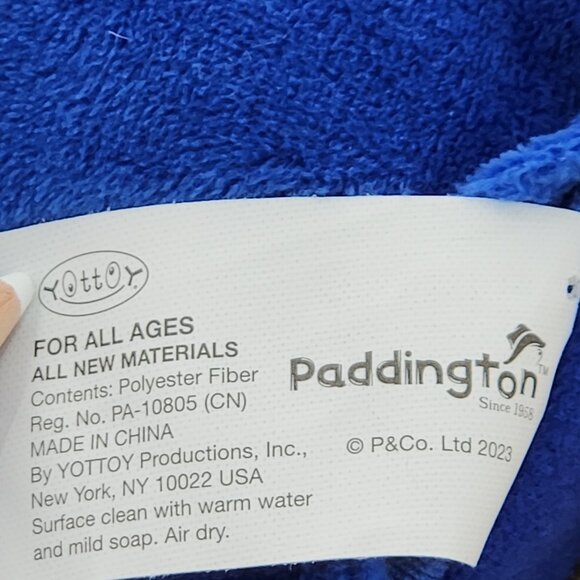 YOttOY
FOR ALL AGES
ALL NEW MATERIALS
Contents: Polyester Fiber
Reg. No. PA-10805 (CN)
MADE IN CHINA
By YOTTOY Productions, Inc.,
New York, NY 10022 USA
Surface clean with warm water
and mild soap. Air dry.
Paddington™
Since 1958
© P&Co. Ltd 2023